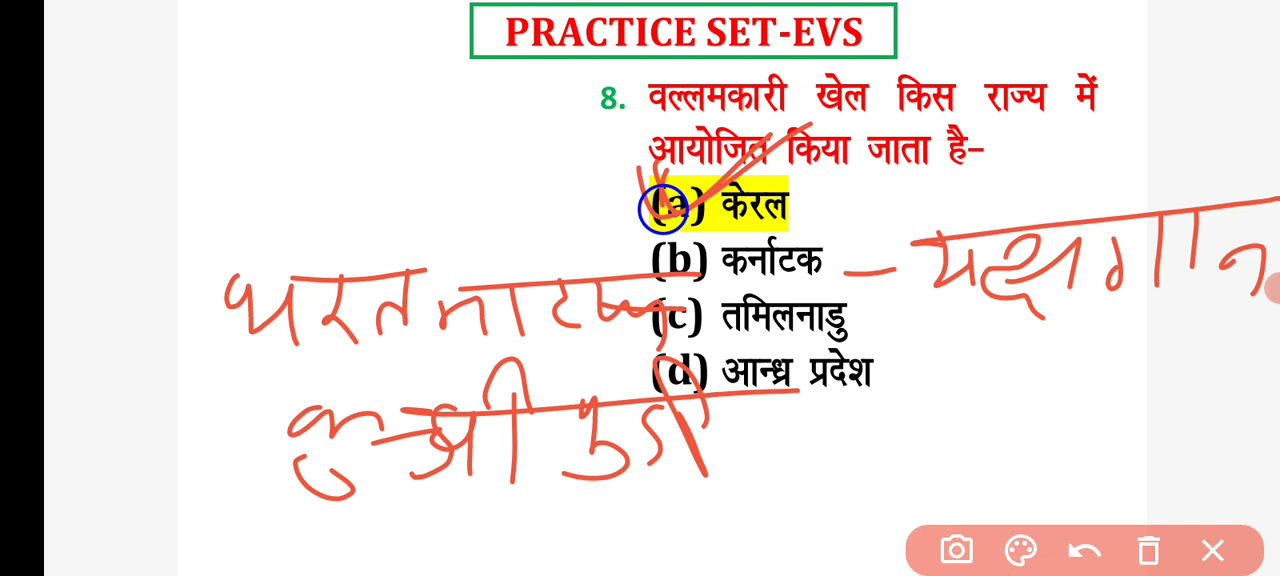 PRACTICE SET-EVS
8. वल्लमकारी खेल किस राज्य में
आयोजित किया जाता है-
(a) केरल
(b) कर्नाटक – यक्षगान
भरतनाट्यम
(c) तमिलनाडु
(d) आन्ध्र प्रदेश